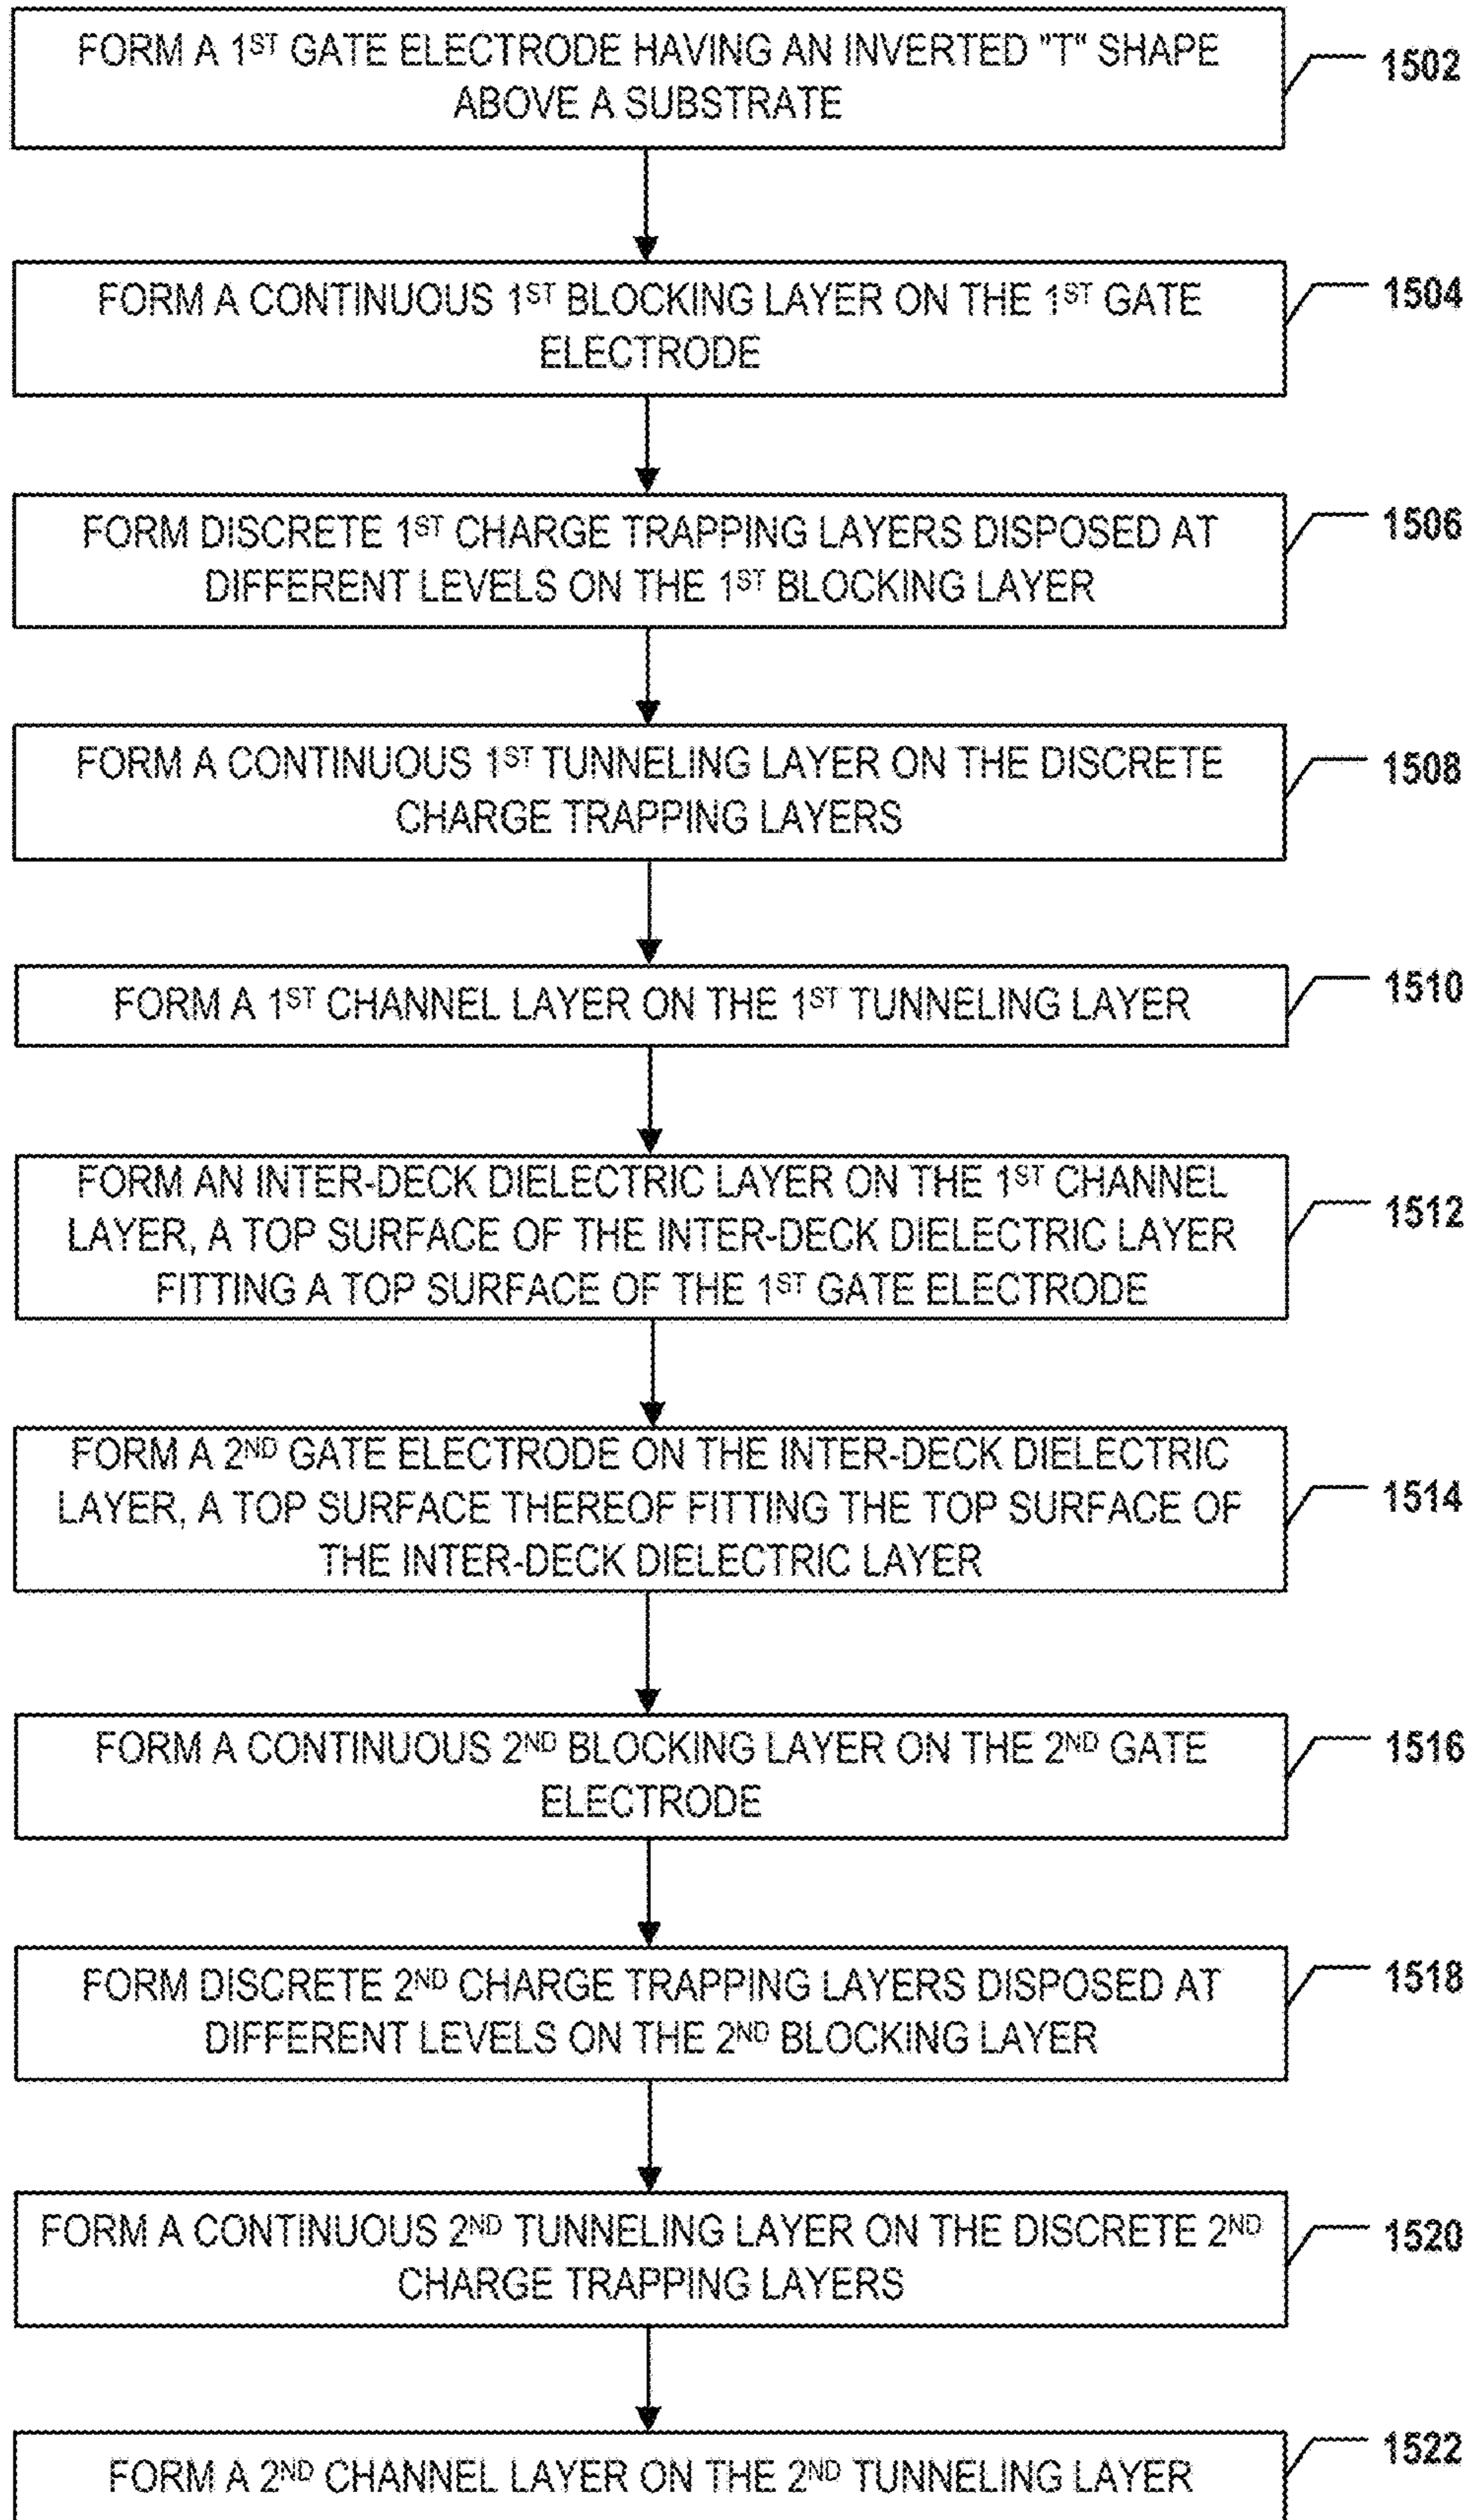 FORM A 1ST GATE ELECTRODE HAVING AN INVERTED "T" SHAPE
ABOVE A SUBSTRATE
1502
FORM A CONTINUOUS 1ST BLOCKING LAYER ON THE 1ST GATE
ELECTRODE
1504
FORM DISCRETE 1ST CHARGE TRAPPING LAYERS DISPOSED AT
DIFFERENT LEVELS ON THE 1ST BLOCKING LAYER
1506
FORM A CONTINUOUS 1ST TUNNELING LAYER ON THE DISCRETE
CHARGE TRAPPING LAYERS
1508
FORM A 1ST CHANNEL LAYER ON THE 1ST TUNNELING LAYER
1510
FORM AN INTER-DECK DIELECTRIC LAYER ON THE 1ST CHANNEL
LAYER, A TOP SURFACE OF THE INTER-DECK DIELECTRIC LAYER
FITTING A TOP SURFACE OF THE 1ST GATE ELECTRODE
1512
FORM A 2ND GATE ELECTRODE ON THE INTER-DECK DIELECTRIC
LAYER, A TOP SURFACE THEREOF FITTING THE TOP SURFACE OF
THE INTER-DECK DIELECTRIC LAYER
1514
FORM A CONTINUOUS 2ND BLOCKING LAYER ON THE 2ND GATE
ELECTRODE
1516
FORM DISCRETE 2ND CHARGE TRAPPING LAYERS DISPOSED AT
DIFFERENT LEVELS ON THE 2ND BLOCKING LAYER
1518
FORM A CONTINUOUS 2ND TUNNELING LAYER ON THE DISCRETE 2ND
CHARGE TRAPPING LAYERS
1520
FORM A 2ND CHANNEL LAYER ON THE 2ND TUNNELING LAYER
1522